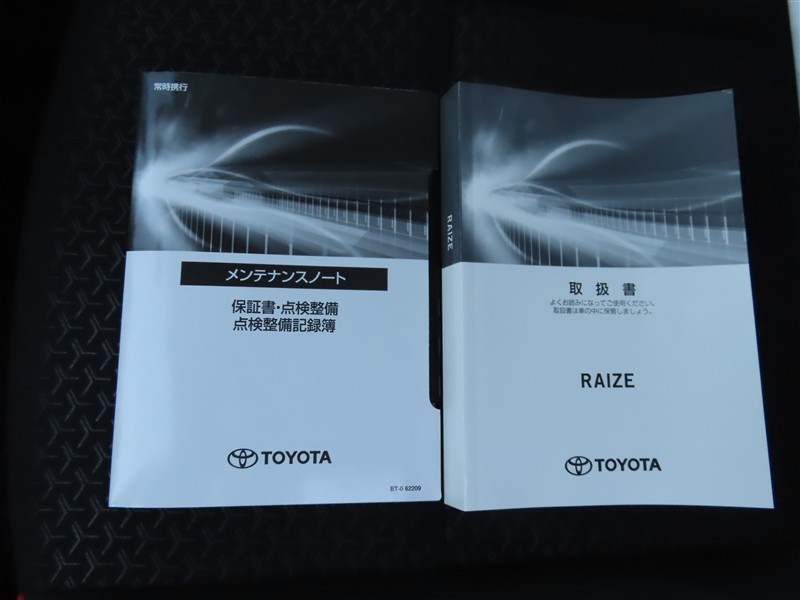 常時携行
メンテナンスノート
保証書・点検整備
点検整備記録簿
TOYOTA
BT-ô 62209
RAIZE
取扱書
よくお読みになってご使用ください。
取扱書は車の中に保管しましょう。
RAIZE
TOYOTA